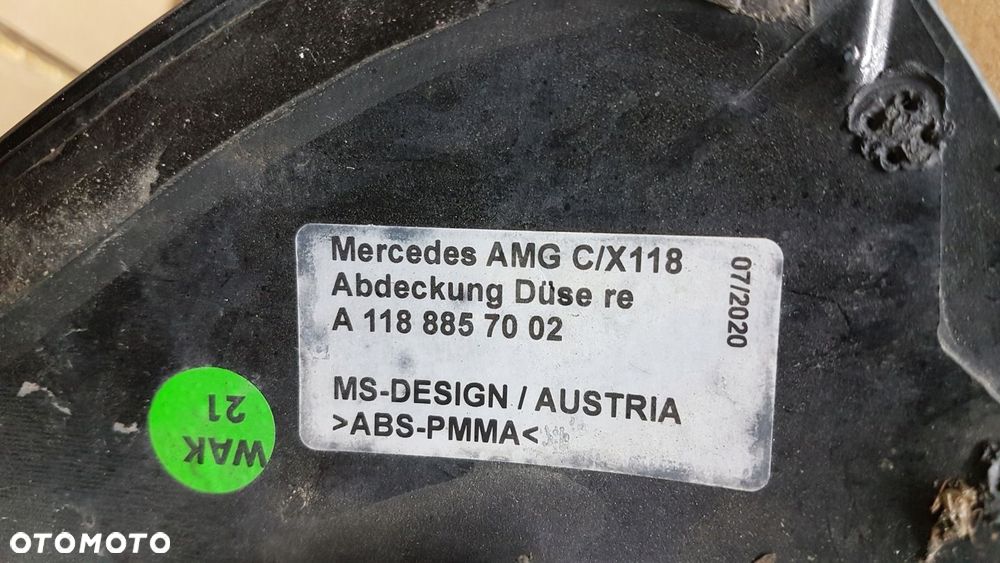 Mercedes AMG C/X118
Abdeckung Düse re
A 118 885 70 02
MS-DESIGN / AUSTRIA
>ABS-PMMA<
07/2020
WAK
21
OTOMOTO